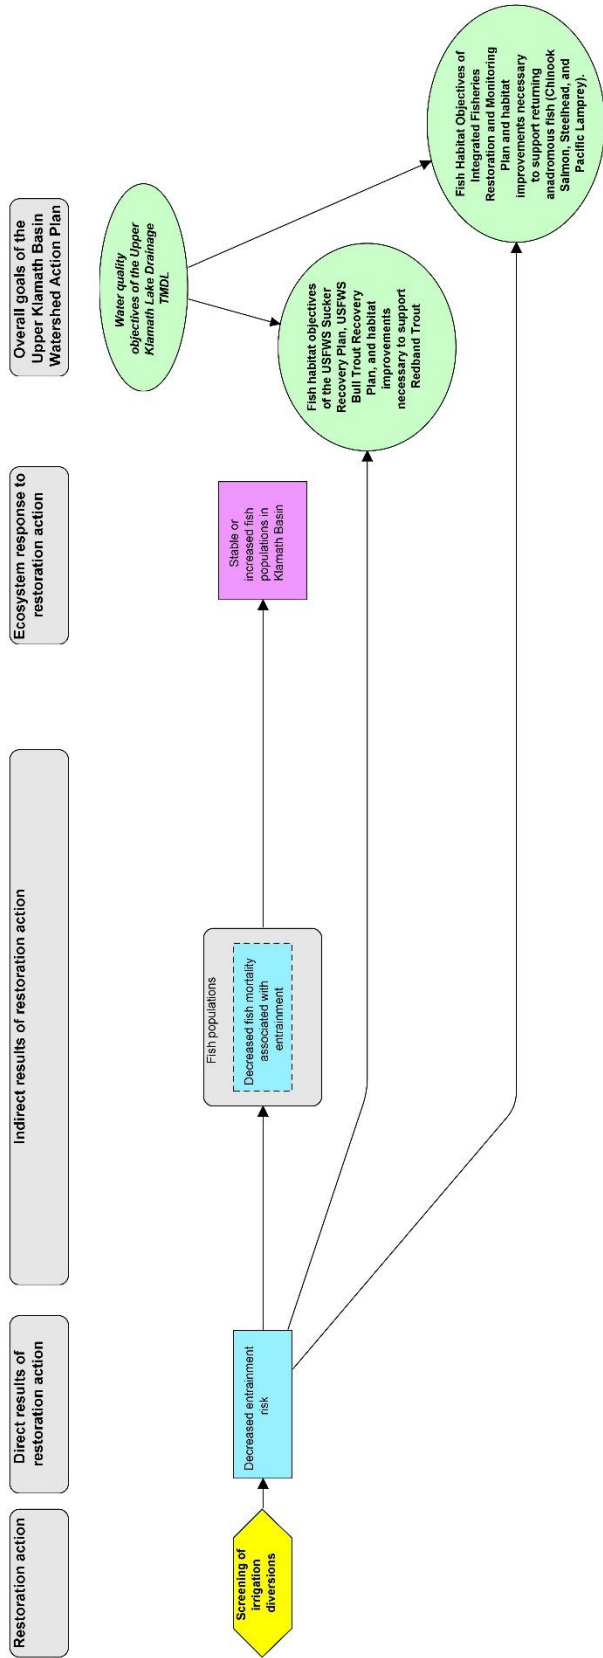 Restoration action
Direct results of
restoration action
Indirect results of restoration action
Ecosystem response to
restoration action
Overall goals of the
Upper Klamath Basin
Watershed Action Plan
Screening of
irrigation
diversions
Decreased entrainment
risk
Fish populations
Decreased fish mortality
associated with
entrainment
Stable or
increased fish
populations in
Klamath Basin
Water quality
objectives of the Upper
Klamath Lake Drainage
TMDL
Fish habitat objectives
of the USFWS Sucker
Recovery Plan, USFWS
Bull Trout Recovery
Plan, and habitat
improvements
necessary to support
Redband Trout
Fish Habitat Objectives of
Integrated Fisheries
Restoration and Monitoring
Plan and habitat
improvements necessary
to support returning
anadromous fish (Chinook
Salmon, Steelhead, and
Pacific Lamprey).